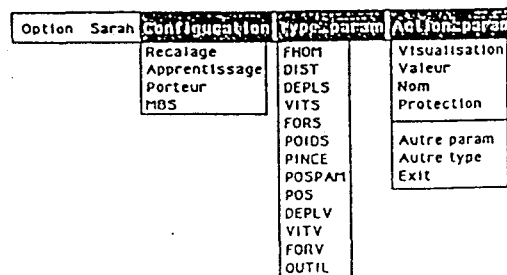 Option Sarah Configuration type-param Action-param
Recalage
Apprentissage
Porteur
MBS
FHOM
DIST
DEPLS
VITS
FORS
POIDS
PINCE
POSPAM
POS
DEPLV
VITV
FORV
OUTIL
Visualisation
Valeur
Nom
Protection
Autre param
Autre type
Exit